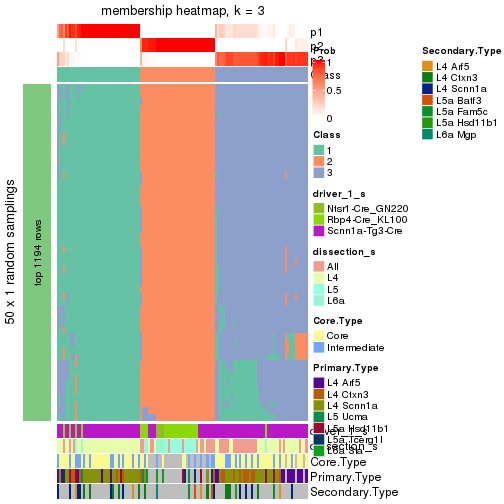 membership heatmap, k = 3
p1
p2
p3
Class
Prob
1
0.5
0
Class
1
2
3
driver_1_s
Ntsr1-Cre_GN220
Rbp4-Cre_KL100
Scnn1a-Tg3-Cre
dissection_s
All
L4
L5
L6a
Core.Type
Core
Intermediate
Primary.Type
L4 Arf5
L4 Ctxn3
L4 Scnn1a
L5 Ucma
L5a Hsd11b1
L5a Tcerg1l
L6a Sla
Secondary.Type
L4 Arf5
L4 Ctxn3
L4 Scnn1a
L5a Batf3
L5a Fam5c
L5a Hsd11b1
L6a Mgp
50 x 1 random samplings
top 1194 rows
driver_1_s
dissection_s
Core.Type
Primary.Type
Secondary.Type